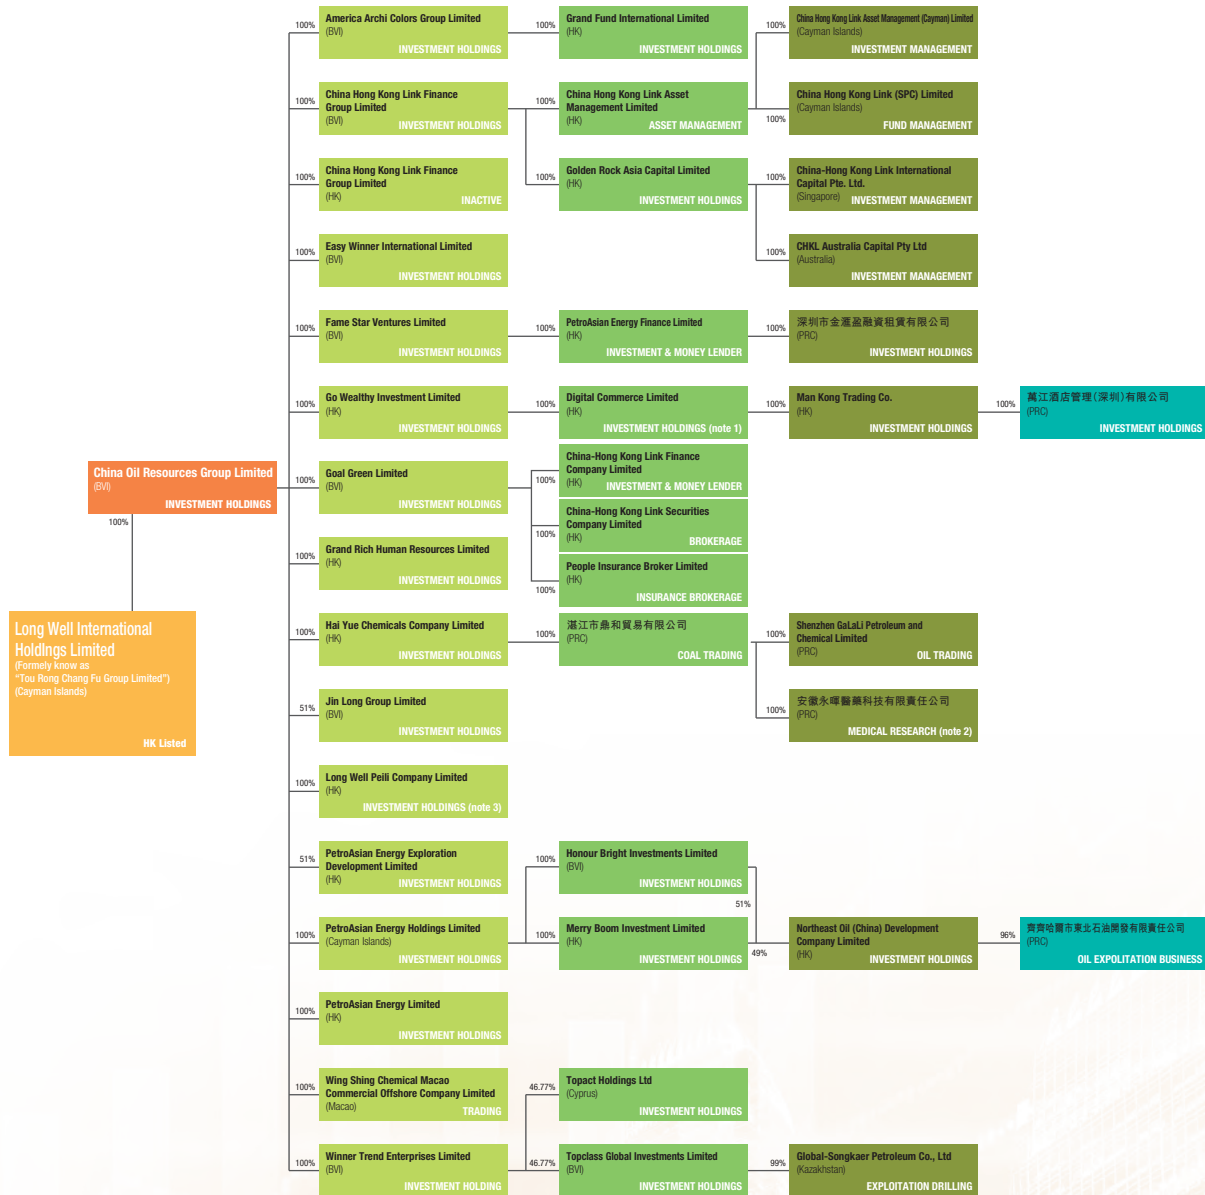 100%
America Archi Colors Group Limited
(BVI)
INVESTMENT HOLDINGS
100%
Grand Fund International Limited
(HK)
INVESTMENT HOLDINGS
100%
China Hong Kong Link Asset Management (Cayman) Limited
(Cayman Islands)
INVESTMENT MANAGEMENT
100%
China Hong Kong Link Finance
Group Limited
(BVI)
INVESTMENT HOLDINGS
100%
China Hong Kong Link Asset
Management Limited
(HK)
ASSET MANAGEMENT
100%
China Hong Kong Link (SPC) Limited
(Cayman Islands)
FUND MANAGEMENT
100%
China Hong Kong Link Finance
Group Limited
(HK)
INACTIVE
100%
Golden Rock Asia Capital Limited
(HK)
INVESTMENT HOLDINGS
100%
China-Hong Kong Link International
Capital Pte. Ltd.
(Singapore)
INVESTMENT MANAGEMENT
100%
Easy Winner International Limited
(BVI)
INVESTMENT HOLDINGS
100%
CHKL Australia Capital Pty Ltd
(Australia)
INVESTMENT MANAGEMENT
100%
Fame Star Ventures Limited
(BVI)
INVESTMENT HOLDINGS
100%
PetroAsian Energy Finance Limited
(HK)
INVESTMENT & MONEY LENDER
100%
深圳市金滙盈融資租賃有限公司
(PRC)
INVESTMENT HOLDINGS
100%
Go Wealthy Investment Limited
(HK)
INVESTMENT HOLDINGS
100%
Digital Commerce Limited
(HK)
INVESTMENT HOLDINGS (note 1)
100%
Man Kong Trading Co.
(HK)
INVESTMENT HOLDINGS
100%
萬江酒店管理(深圳)有限公司
(PRC)
INVESTMENT HOLDINGS
China Oil Resources Group Limited
(BVI)
INVESTMENT HOLDINGS
100%
100%
Goal Green Limited
(BVI)
INVESTMENT HOLDINGS
100%
China-Hong Kong Link Finance
Company Limited
(HK)
INVESTMENT & MONEY LENDER
100%
China-Hong Kong Link Securities
Company Limited
(HK)
BROKERAGE
100%
People Insurance Broker Limited
(HK)
INSURANCE BROKERAGE
100%
Grand Rich Human Resources Limited
(HK)
INVESTMENT HOLDINGS
Long Well International
Holdings Limited
(Formely know as
"Tou Rong Chang Fu Group Limited")
(Cayman Islands)
HK Listed
100%
Hai Yue Chemicals Company Limited
(HK)
INVESTMENT HOLDINGS
100%
湛江市鼎和貿易有限公司
(PRC)
COAL TRADING
100%
Shenzhen GaLaLi Petroleum and
Chemical Limited
(PRC)
OIL TRADING
51%
Jin Long Group Limited
(BVI)
INVESTMENT HOLDINGS
100%
安徽永暉醫藥科技有限責任公司
(PRC)
MEDICAL RESEARCH (note 2)
100%
Long Well Peili Company Limited
(HK)
INVESTMENT HOLDINGS (note 3)
51%
PetroAsian Energy Exploration
Development Limited
(HK)
INVESTMENT HOLDINGS
100%
Honour Bright Investments Limited
(BVI)
INVESTMENT HOLDINGS
51%
100%
PetroAsian Energy Holdings Limited
(Cayman Islands)
INVESTMENT HOLDINGS
100%
Merry Boom Investment Limited
(HK)
INVESTMENT HOLDINGS
49%
Northeast Oil (China) Development
Company Limited
(HK)
INVESTMENT HOLDINGS
96%
齊齊哈爾市東北石油開發有限責任公司
(PRC)
OIL EXPOLITATION BUSINESS
100%
PetroAsian Energy Limited
(HK)
INVESTMENT HOLDINGS
100%
Wing Shing Chemical Macao
Commercial Offshore Company Limited
(Macao)
TRADING
46.77%
Topact Holdings Ltd
(Cyprus)
INVESTMENT HOLDINGS
100%
Winner Trend Enterprises Limited
(BVI)
INVESTMENT HOLDING
46.77%
Topclass Global Investments Limited
(BVI)
INVESTMENT HOLDINGS
99%
Global-Songkaer Petroleum Co., Ltd
(Kazakhstan)
EXPLOITATION DRILLING